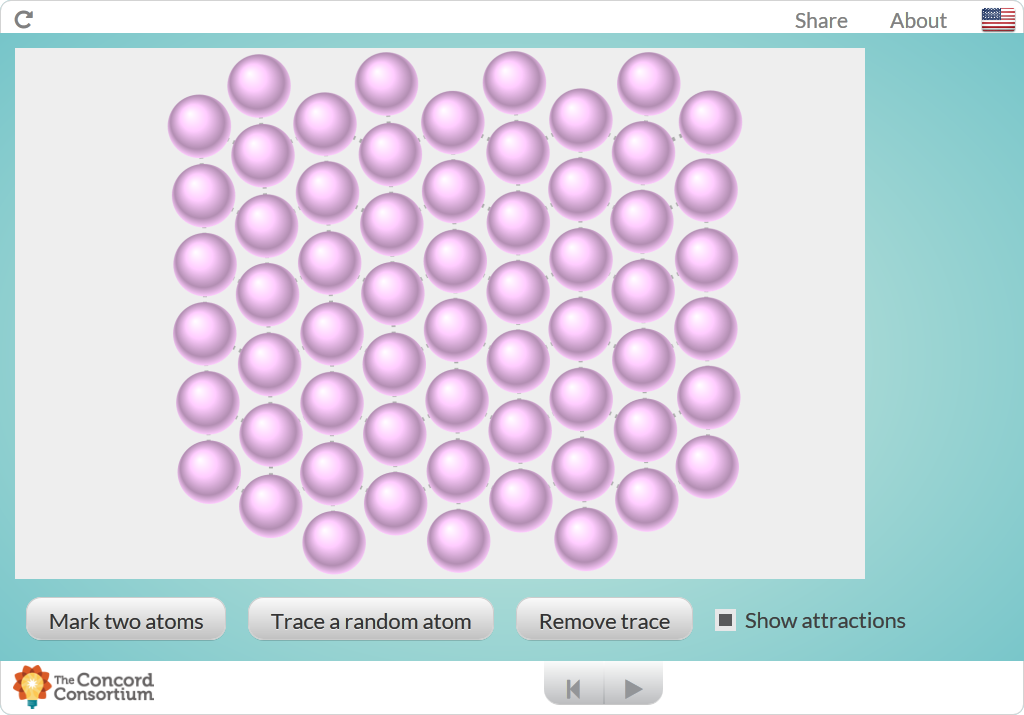 Share About
Mark two atoms Trace a random atom Remove trace Show attractions
The Concord
Consortium